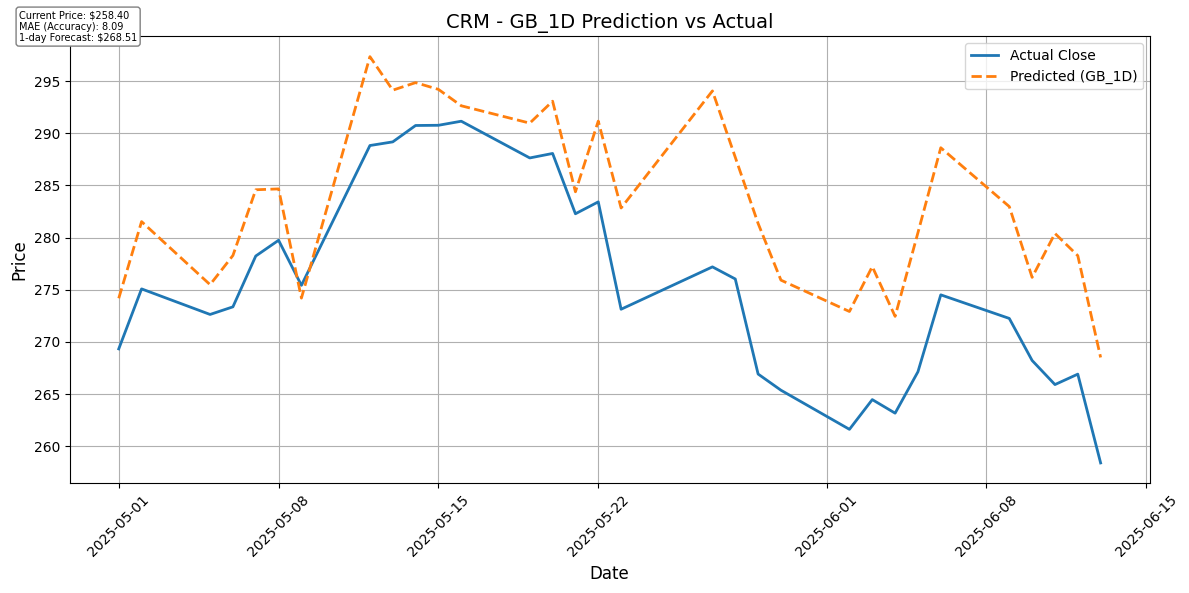 CRM - GB_1D Prediction vs Actual
Current Price: $258.40
MAE (Accuracy): 8.09
1-day Forecast: $268.51
Actual Close
Predicted (GB_1D)
Price
295
290
285
280
275
270
265
260
2025-05-01
2025-05-08
2025-05-15
2025-05-22
2025-06-01
2025-06-08
2025-06-15
Date